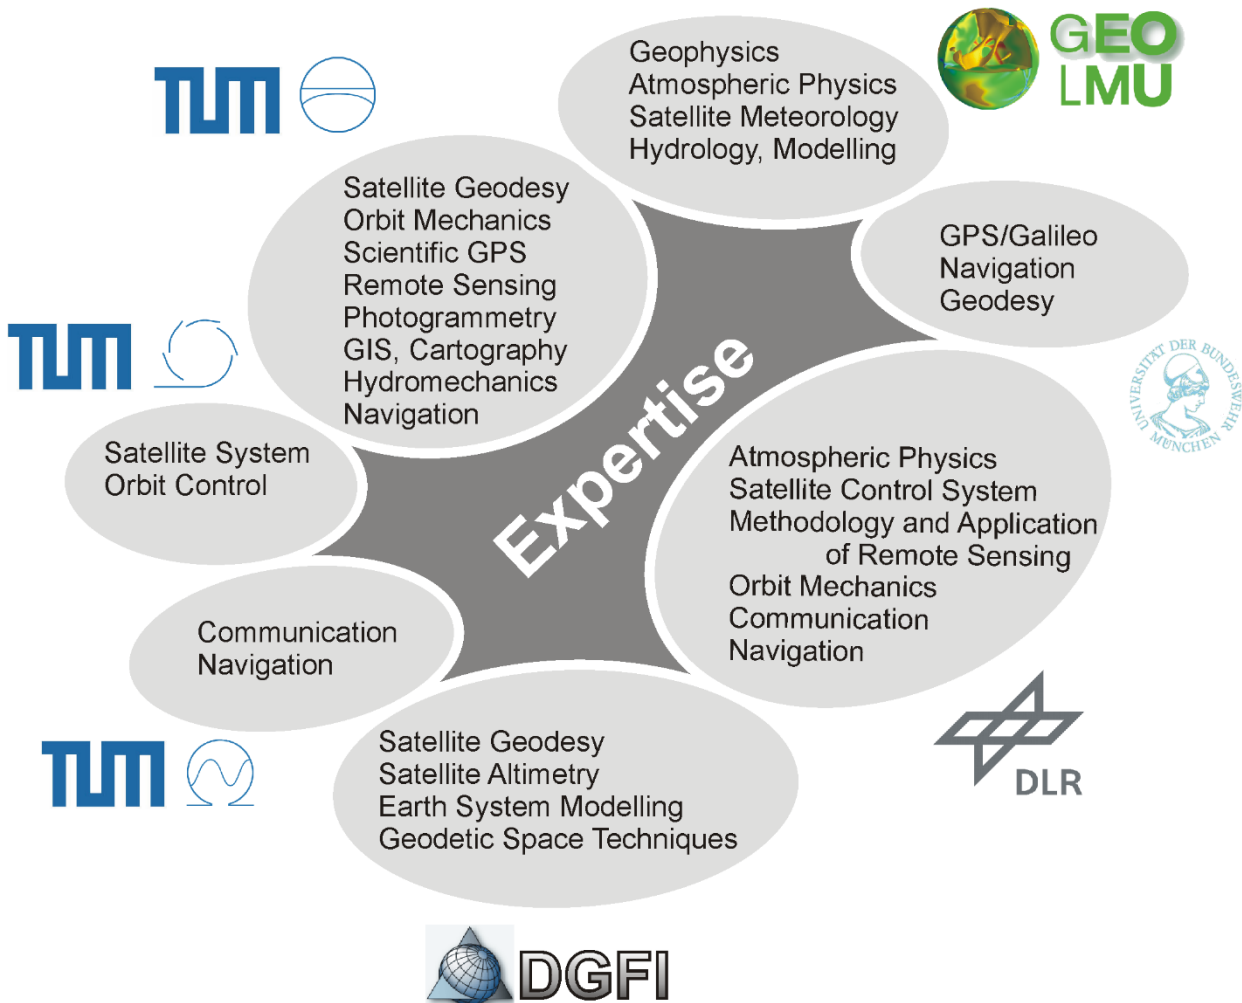 TUM
GEO
LMU
Geophysics
Atmospheric Physics
Satellite Meteorology
Hydrology, Modelling
Satellite Geodesy
Orbit Mechanics
Scientific GPS
Remote Sensing
Photogrammetry
GIS, Cartography
Hydromechanics
Navigation
GPS/Galileo
Navigation
Geodesy
UNIVERSITÄT DER BUNDESWEHR
MÜNCHEN
TUM
Satellite System
Orbit Control
Expertise
Atmospheric Physics
Satellite Control System
Methodology and Application
of Remote Sensing
Orbit Mechanics
Communication
Navigation
Communication
Navigation
TUM
DLR
Satellite Geodesy
Satellite Altimetry
Earth System Modelling
Geodetic Space Techniques
DGFI